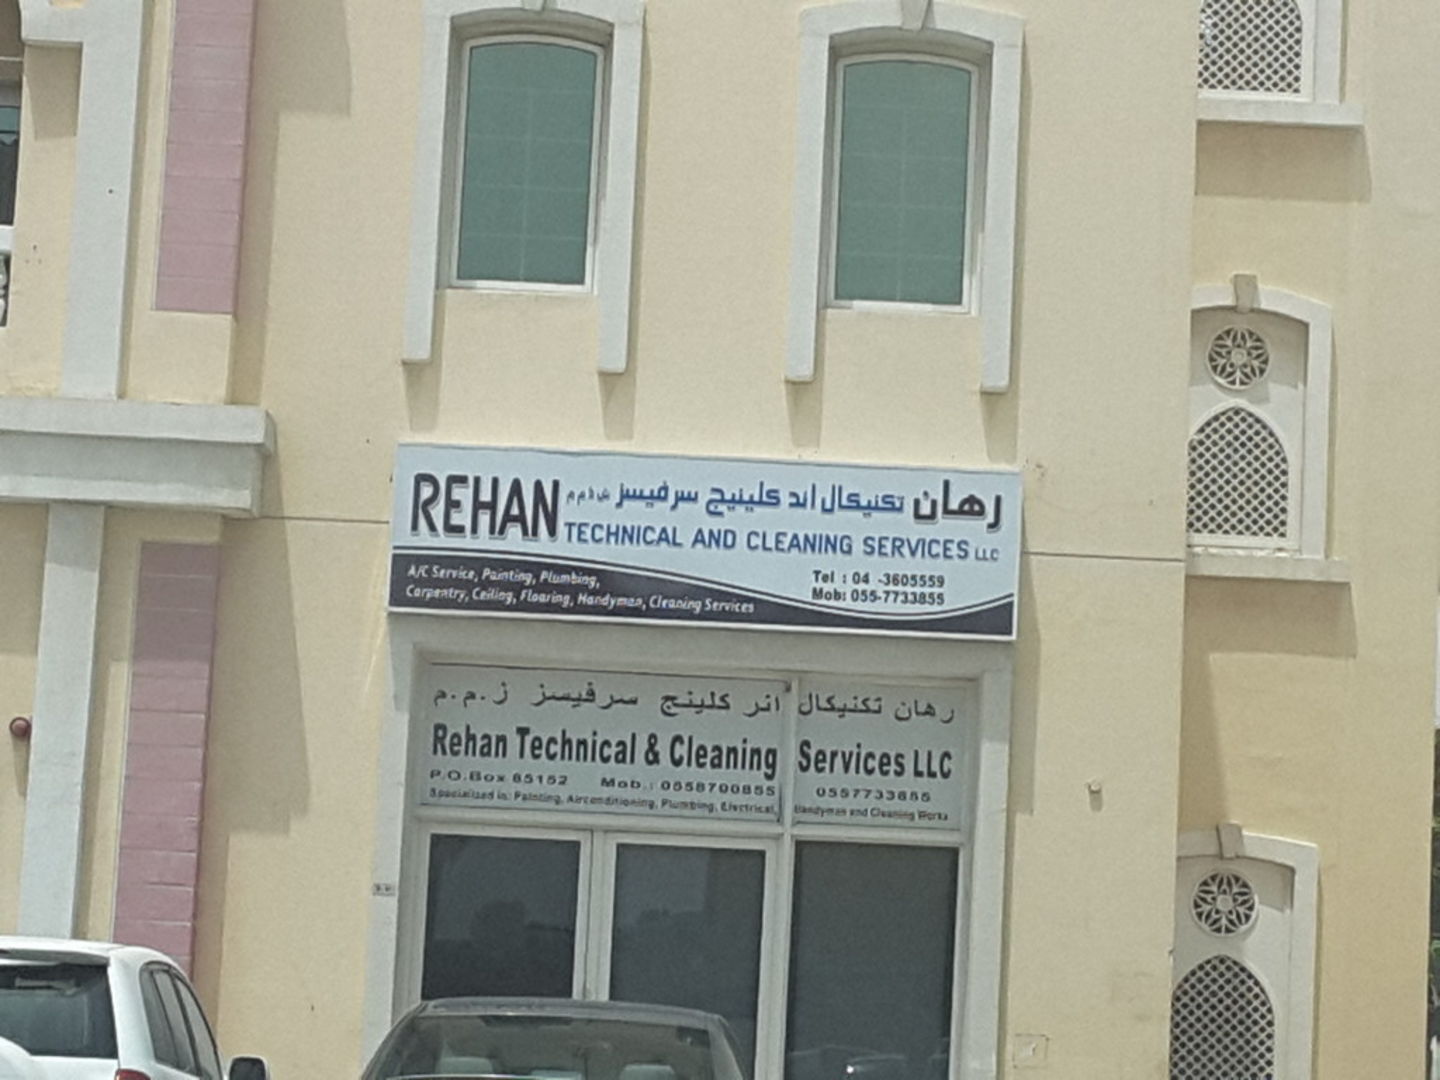 REHAN رهان تكنيكال اند كلينيج سرفيسز ش ذ م م
TECHNICAL AND CLEANING SERVICES LLC
A/C Service, Painting, Plumbing,
Carpentry, Ceiling, Flooring, Handyman, Cleaning Services
Tel : 04 -3605559
Mob: 055-7733855
رهان تكنيكال انر كلينج سرفيسز ز.م.م
Rehan Technical & Cleaning Services LLC
P.O.Box 85152 Mob.: 0558700855 0557733855
Specialized in: Painting, Airconditioning, Plumbing, Electrical, Handyman and Cleaning Works